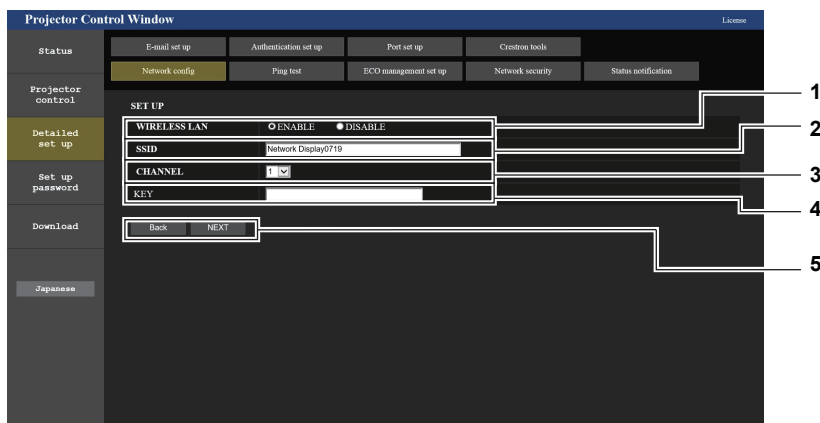 Projector Control Window License
Status
E-mail set up Authentication set up Port set up Crestron tools
Network config Ping test ECO management set up Network security Status notification
Projector
control
SET UP
1
WIRELESS LAN ENABLE DISABLE
Detailed
set up
2
SSID Network Display0719
CHANNEL 1
3
Set up
password
KEY
4
Download
Back NEXT
5
Japanese